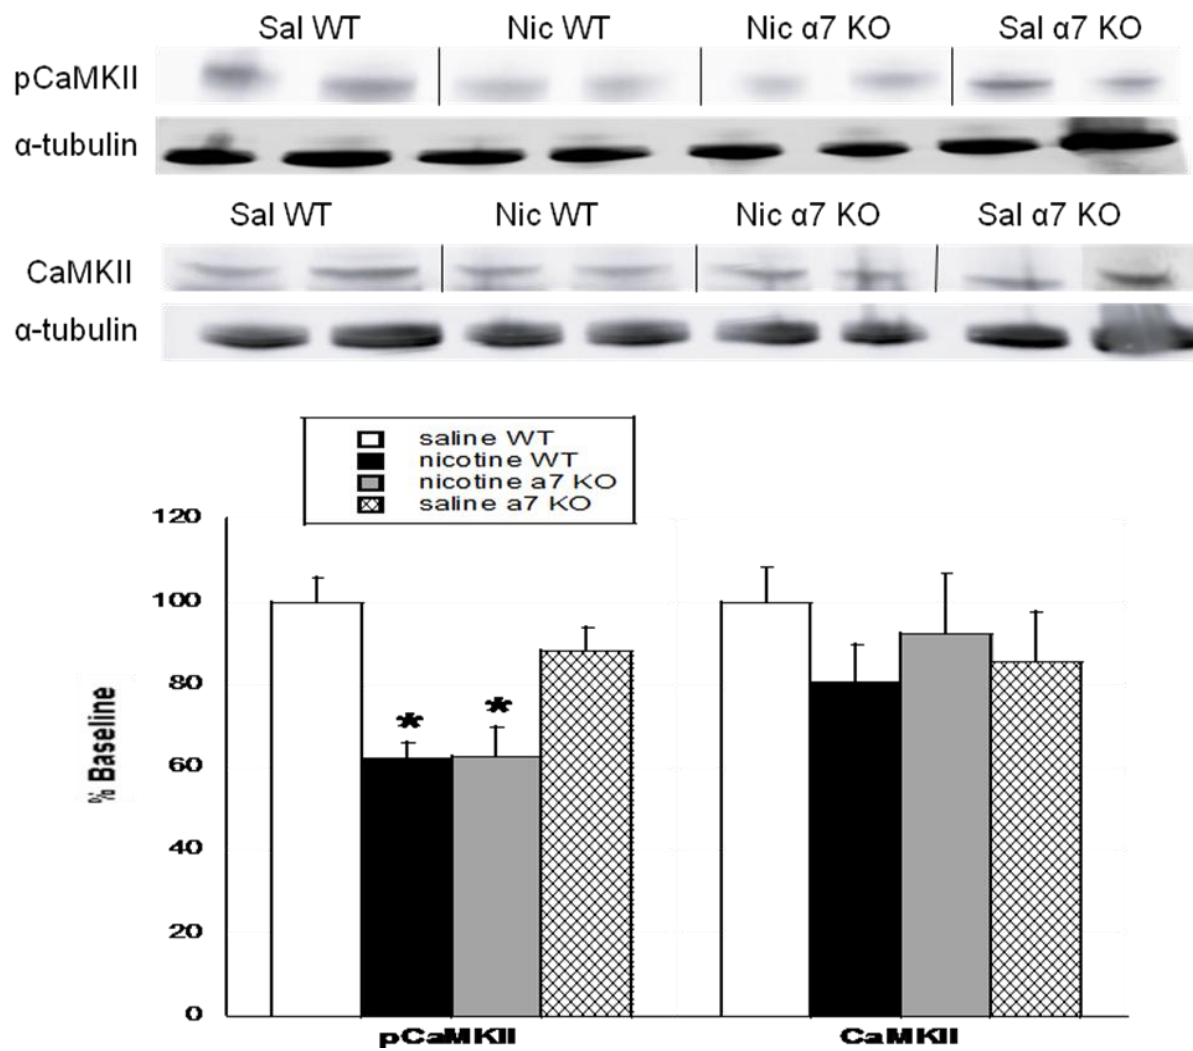 Sal WT Nic WT Nic α7 KO Sal α7 KO
pCaMKII
α-tubulin
Sal WT Nic WT Nic α7 KO Sal α7 KO
CaMKII
α-tubulin
saline WT
nicotine WT
nicotine a7 KO
saline a7 KO
120
100
80
60
40
20
0
% Baseline
* *
pCaMKII CaMKII